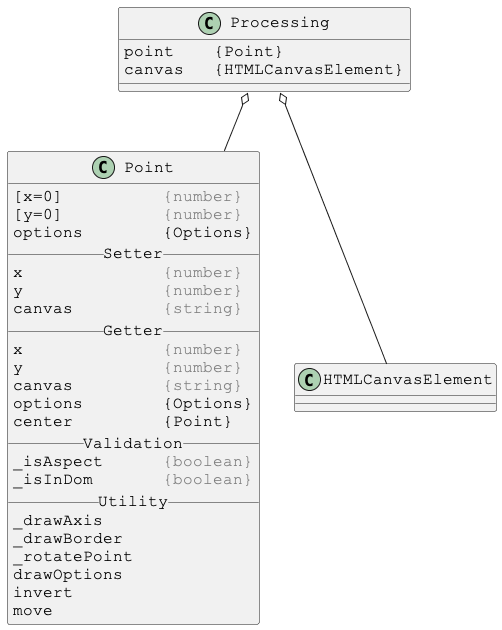 C Processing
point {Point}
canvas {HTMLCanvasElement}
C Point
[x=0] {number}
[y=0] {number}
options {Options}
Setter
x {number}
y {number}
canvas {string}
Getter
x {number}
y {number}
canvas {string}
options {Options}
center {Point}
Validation
_isAspect {boolean}
_isInDom {boolean}
Utility
_drawAxis
_drawBorder
_rotatePoint
drawOptions
invert
move
C HTMLCanvasElement